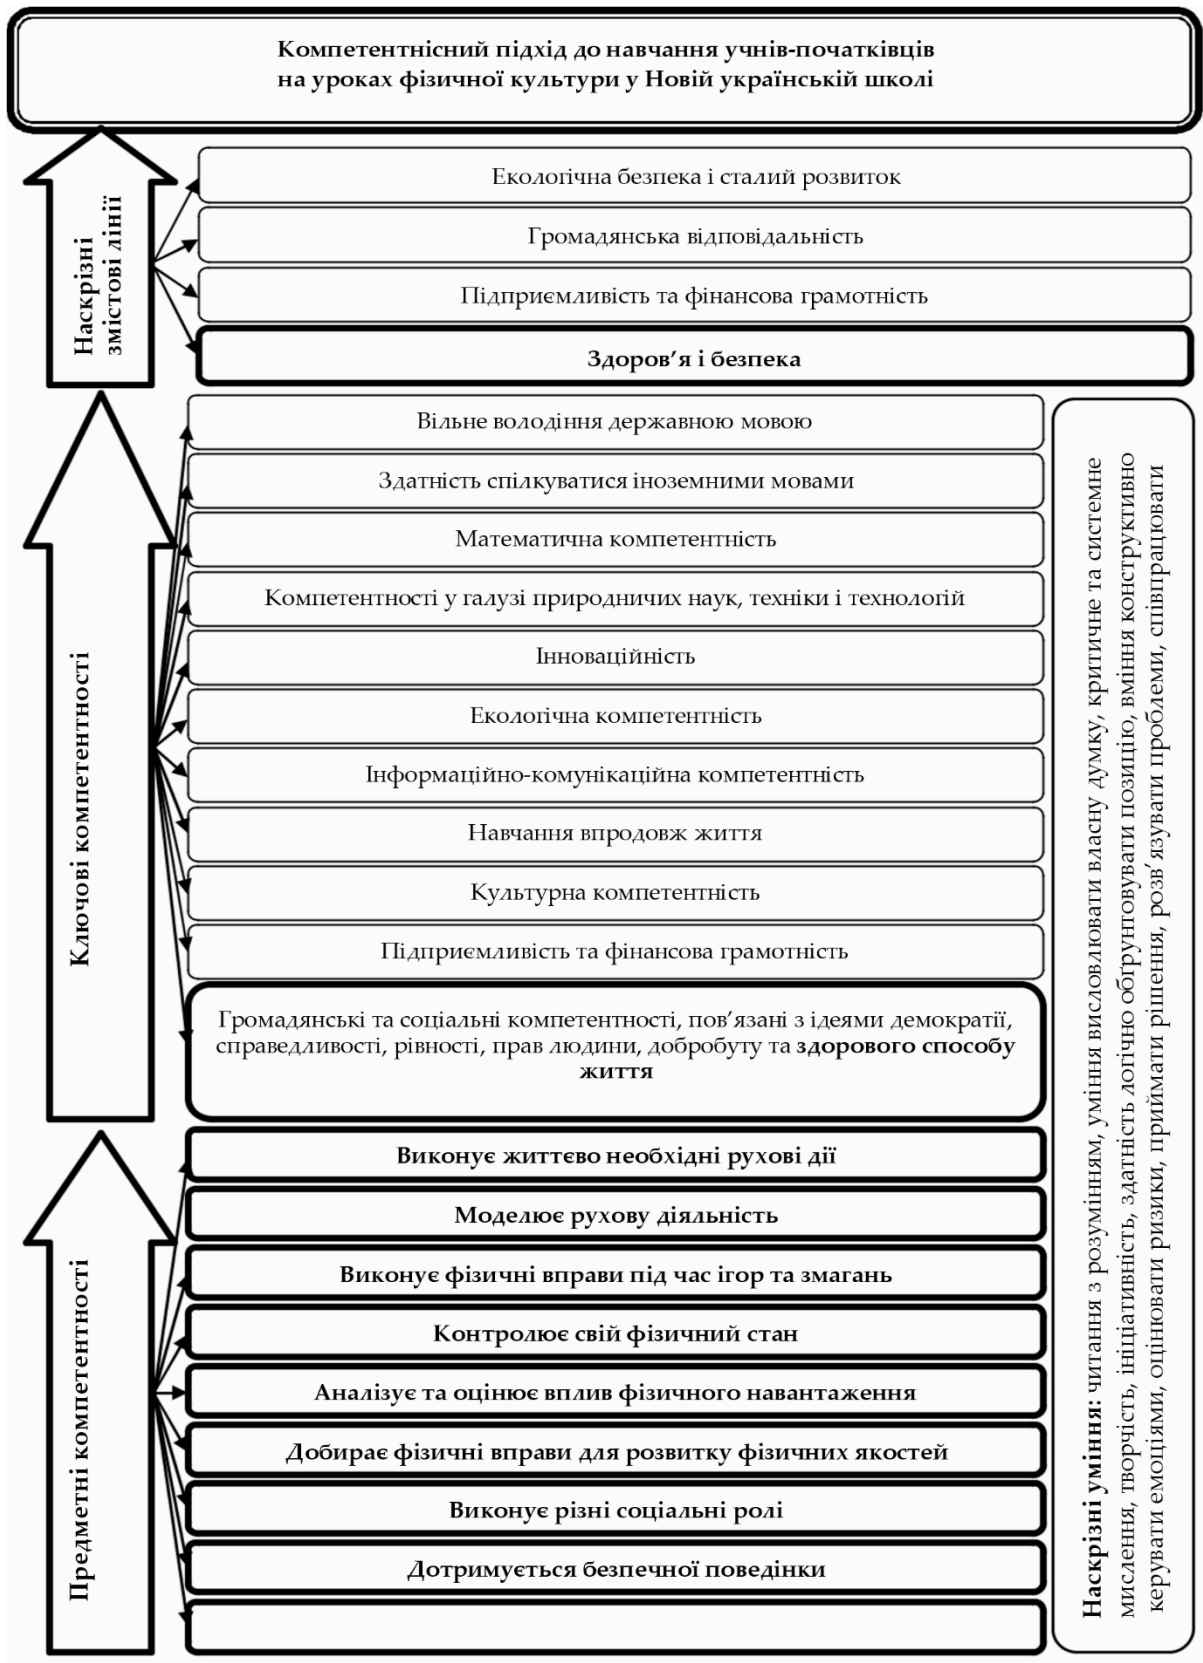 Компетентнісний підхід до навчання учнів-початківців
на уроках фізичної культури у Новій українській школі
Наскрізні
змістові лінії
Екологічна безпека і сталий розвиток
Громадянська відповідальність
Підприємливість та фінансова грамотність
Здоров’я і безпека
Ключові компетентності
Вільне володіння державною мовою
Здатність спілкуватися іноземними мовами
Математична компетентність
Компетентності у галузі природничих наук, техніки і технологій
Інноваційність
Екологічна компетентність
Інформаційно-комунікаційна компетентність
Навчання впродовж життя
Культурна компетентність
Підприємливість та фінансова грамотність
Громадянські та соціальні компетентності, пов’язані з ідеями демократії,
справедливості, рівності, прав людини, добробуту та здорового способу
життя
Предметні компетентності
Виконує життєво необхідні рухові дії
Моделює рухову діяльність
Виконує фізичні вправи під час ігор та змагань
Контролює свій фізичний стан
Аналізує та оцінює вплив фізичного навантаження
Добирає фізичні вправи для розвитку фізичних якостей
Виконує різні соціальні ролі
Дотримується безпечної поведінки
Наскрізні уміння: читання з розумінням, уміння висловлювати власну думку, критичне та системне
мислення, творчість, ініціативність, здатність логічно обґрунтовувати позицію, вміння конструктивно
керувати емоціями, оцінювати ризики, приймати рішення, розв’язувати проблеми, співпрацювати